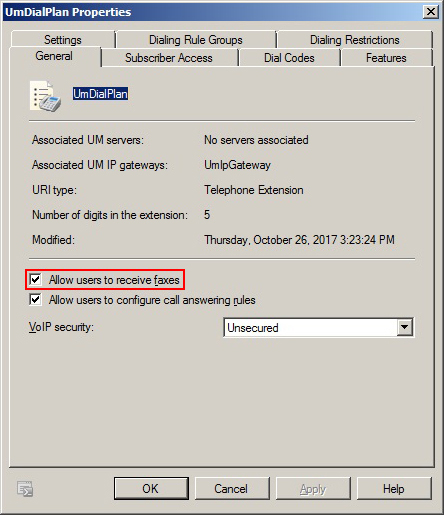 UmDialPlan Properties
Settings Dialing Rule Groups Dialing Restrictions
General Subscriber Access Dial Codes Features
UmDialPlan
Associated UM servers: No servers associated
Associated UM IP gateways: UmIpGateway
URI type: Telephone Extension
Number of digits in the extension: 5
Modified: Thursday, October 26, 2017 3:23:24 PM
Allow users to receive faxes
Allow users to configure call answering rules
VoIP security: Unsecured
OK Cancel Apply Help